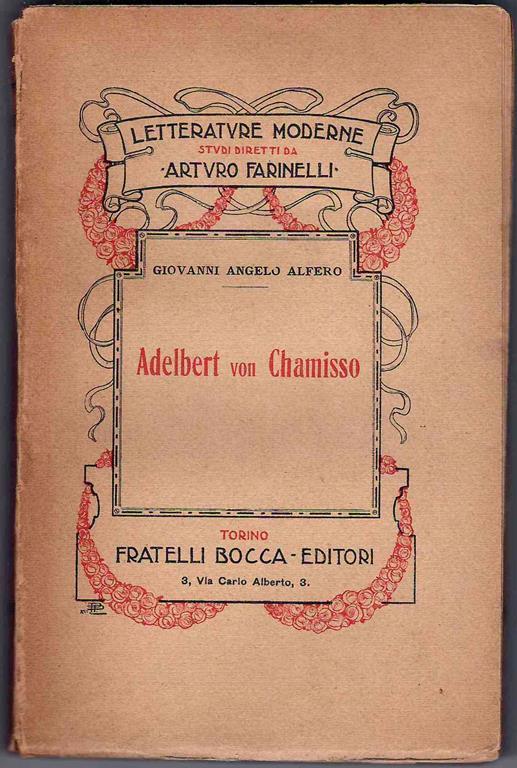 LETTERATVRE MODERNE
STVDI DIRETTI DA
·ARTVRO FARINELLI·
GIOVANNI ANGELO ALFERO
Adelbert von Chamisso
TORINO
FRATELLI BOCCA - EDITORI
3, Via Carlo Alberto, 3.